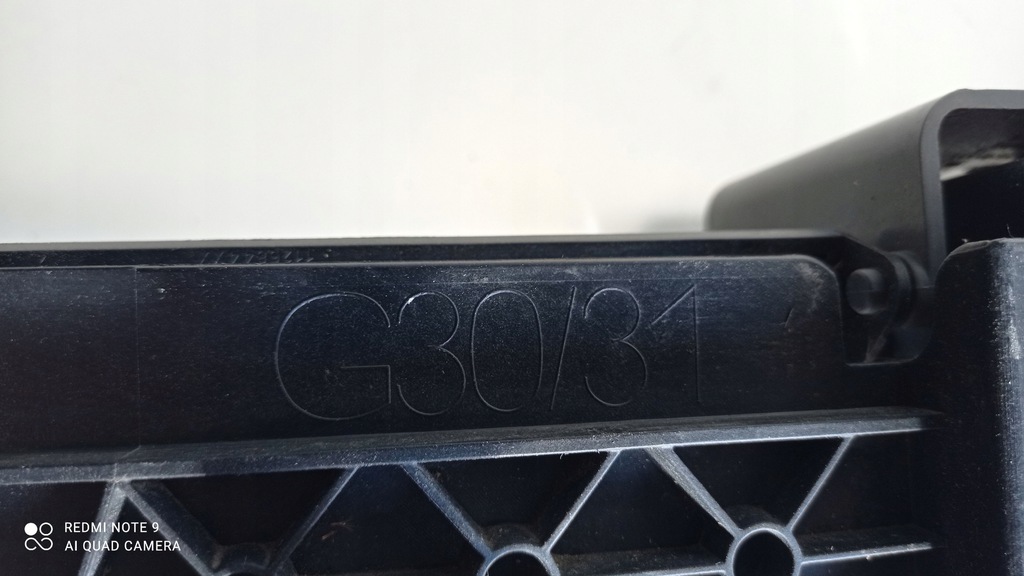 G30/31
REDMI NOTE 9
AI QUAD CAMERA